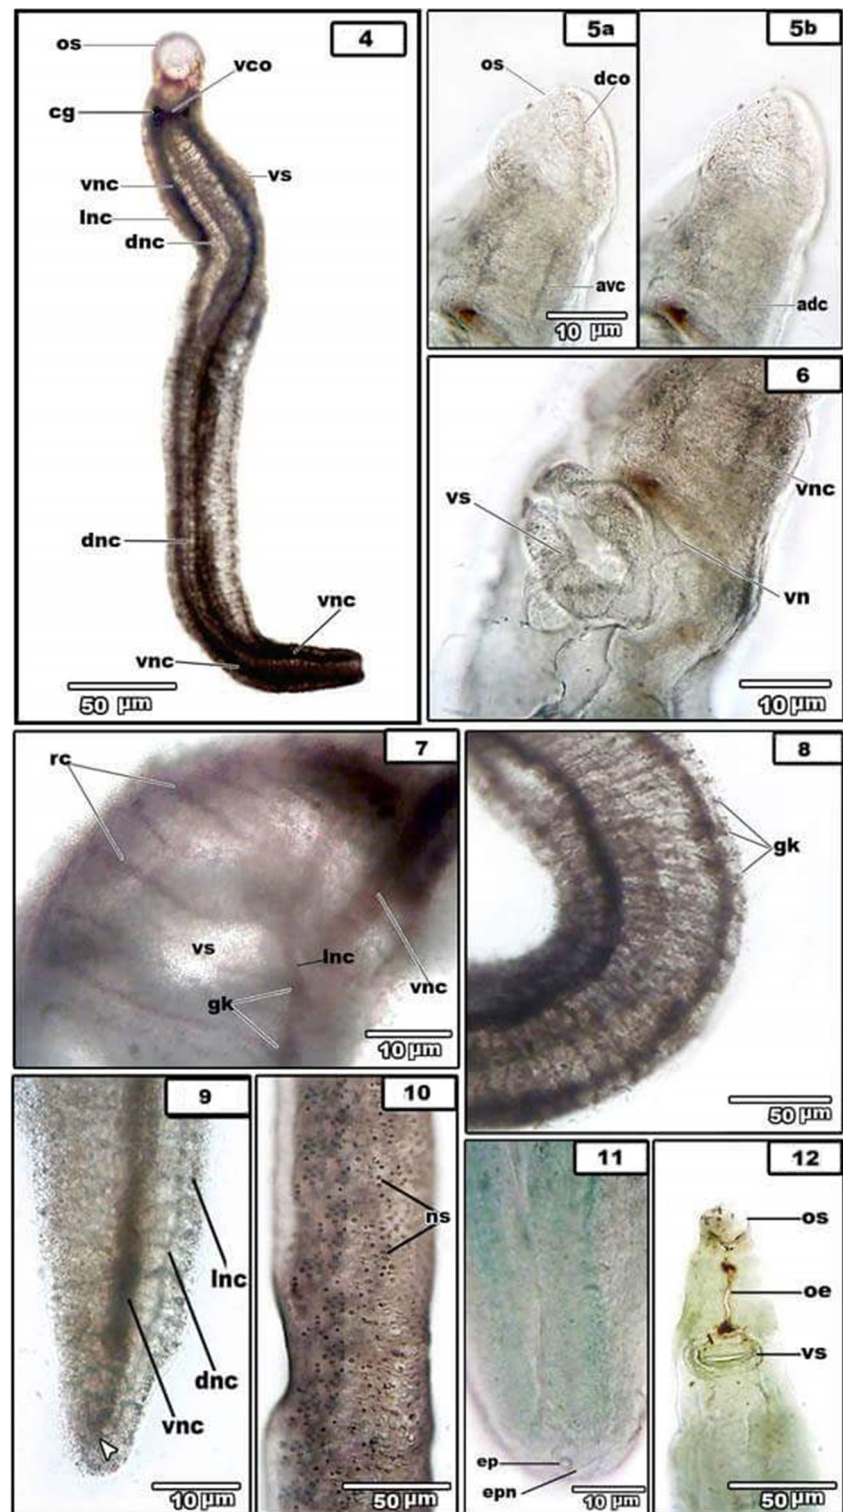 4
os
vco
cg
vnc
vs
lnc
dnc
dnc
vnc
vnc
50 µm
5a
os
dco
avc
10 µm
5b
adc
6
vs
vnc
vn
10 µm
7
rc
vs
lnc
gk
vnc
10 µm
8
gk
50 µm
9
lnc
dnc
vnc
10 µm
10
ns
50 µm
11
ep
epn
10 µm
12
os
oe
vs
50 µm